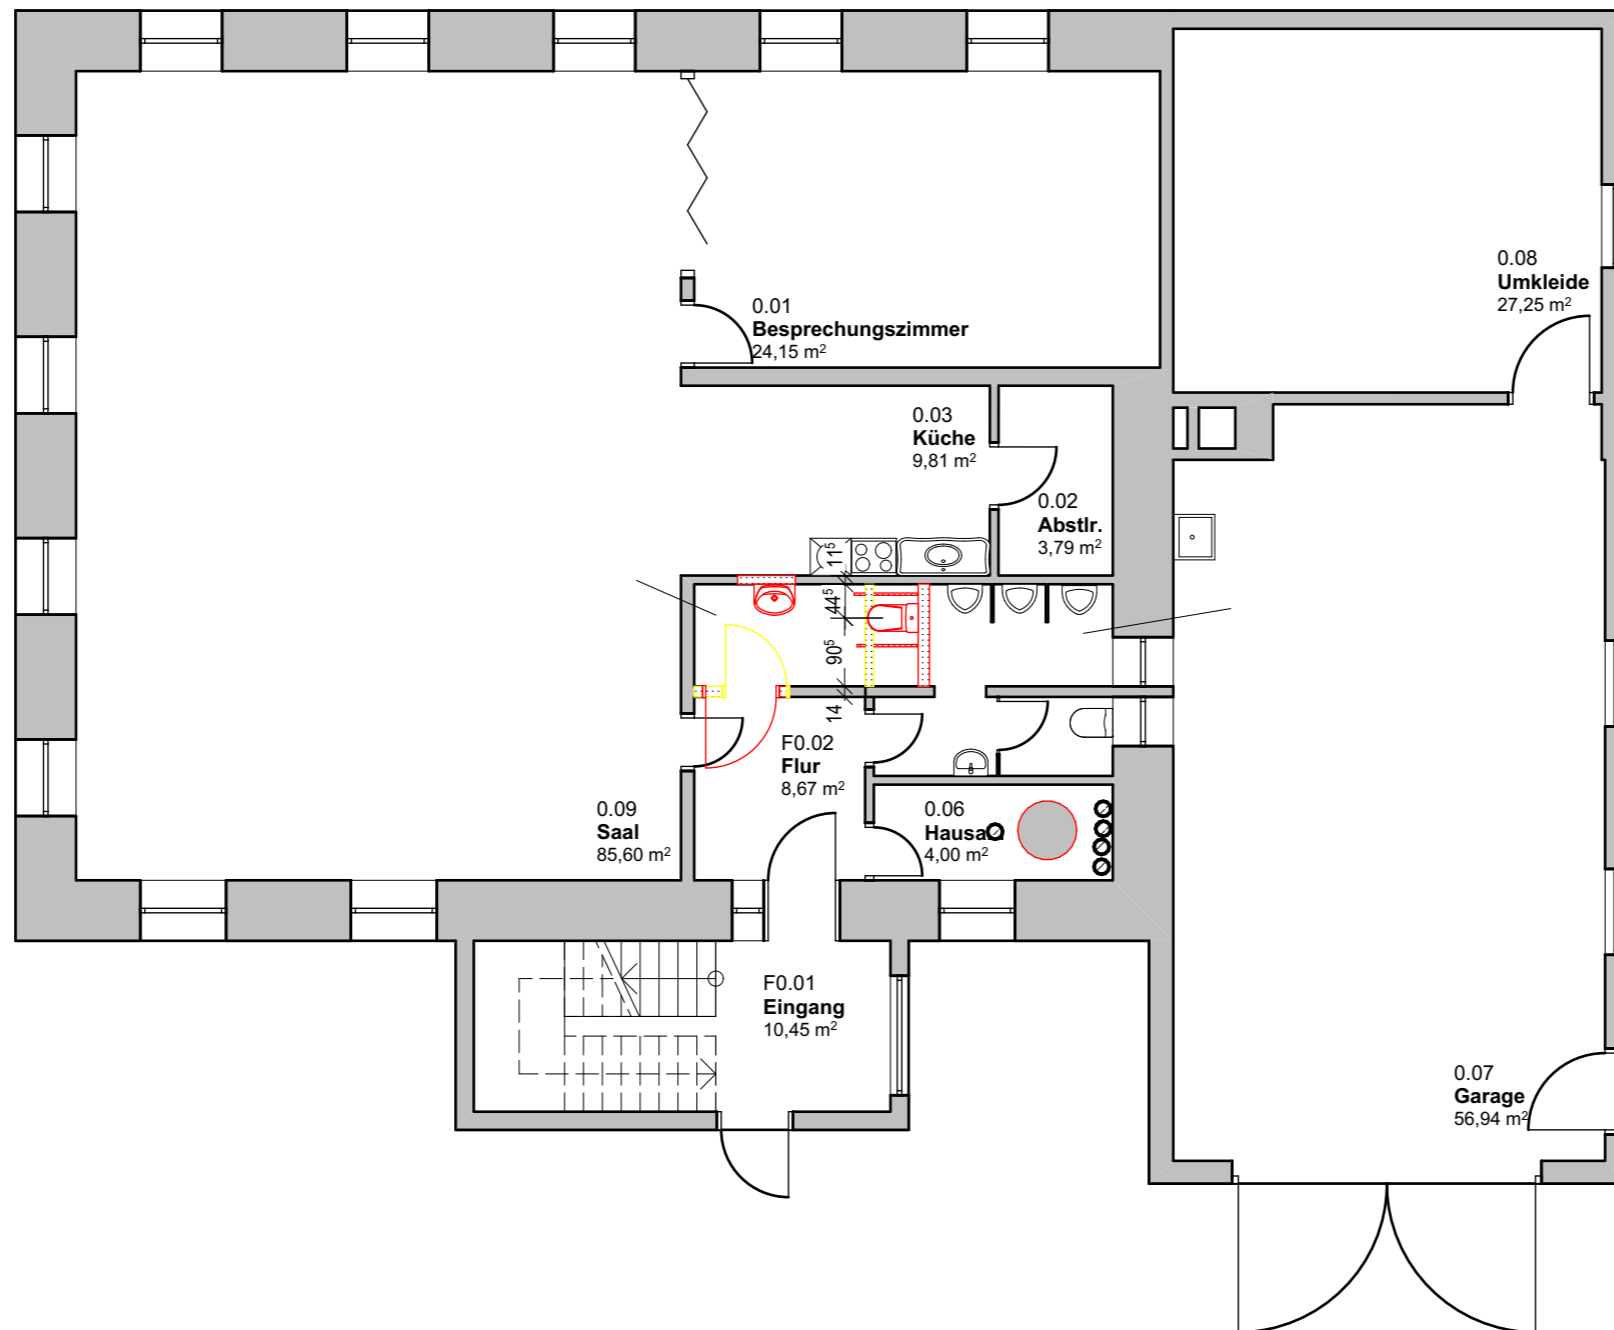 0.08
Umkleide
27,25 m²
0.01
Besprechungszimmer
24,15 m²
0.03
Küche
9,81 m²
0.02
Abstlr.
3,79 m²
11⁵
44⁵
90⁵
14
F0.02
Flur
8,67 m²
0.09
Saal
85,60 m²
0.06
Hausa
4,00 m²
F0.01
Eingang
10,45 m²
0.07
Garage
56,94 m²